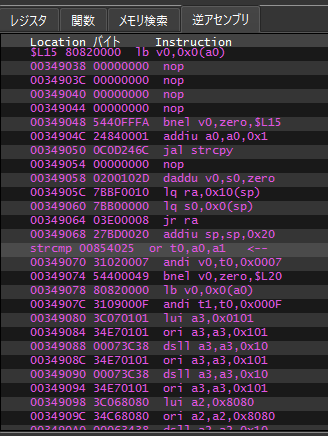 レジスタ 関数 メモリ検索 逆アセンブリ
Location バイト Instruction
$L15 80820000 lb v0,0x0(a0)
00349038 00000000 nop
0034903C 00000000 nop
00349040 00000000 nop
00349044 00000000 nop
00349048 5440FFFA bnel v0,zero,$L15
0034904C 24840001 addiu a0,a0,0x1
00349050 0C0D246C jal strcpy
00349054 00000000 nop
00349058 0200102D daddu v0,s0,zero
0034905C 7BBF0010 lq ra,0x10(sp)
00349060 7BB00000 lq s0,0x0(sp)
00349064 03E00008 jr ra
00349068 27BD0020 addiu sp,sp,0x20
strcmp 00854025 or t0,a0,a1 <--
00349070 31020007 andi v0,t0,0x0007
00349074 54400049 bnel v0,zero,$L20
00349078 80820000 lb v0,0x0(a0)
0034907C 3109000F andi t1,t0,0x000F
00349080 3C070101 lui a3,0x0101
00349084 34E70101 ori a3,a3,0x101
00349088 00073C38 dsll a3,a3,0x10
0034908C 34E70101 ori a3,a3,0x101
00349090 00073C38 dsll a3,a3,0x10
00349094 34E70101 ori a3,a3,0x101
00349098 3C068080 lui a2,0x8080
0034909C 34C68080 ori a2,a2,0x8080
003490A0 00063438 dsll a2,a2,0x10